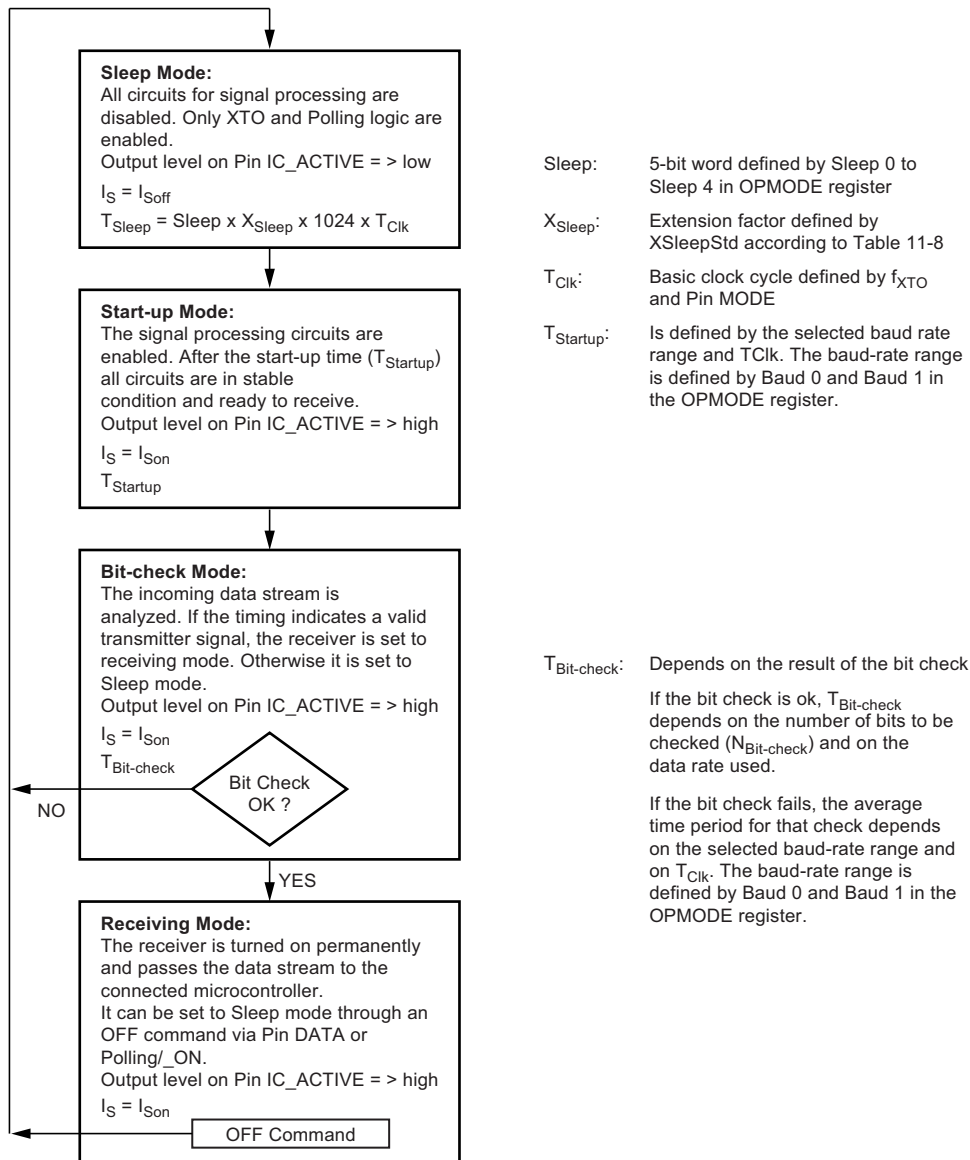 Sleep Mode:
All circuits for signal processing are
disabled. Only XTO and Polling logic are
enabled.
Output level on Pin IC_ACTIVE = > low
IS = ISoff
TSleep = Sleep x XSleep x 1024 x TClk
Start-up Mode:
The signal processing circuits are
enabled. After the start-up time (TStartup)
all circuits are in stable
condition and ready to receive.
Output level on Pin IC_ACTIVE = > high
IS = ISon
TStartup
Bit-check Mode:
The incoming data stream is
analyzed. If the timing indicates a valid
transmitter signal, the receiver is set to
receiving mode. Otherwise it is set to
Sleep mode.
Output level on Pin IC_ACTIVE = > high
IS = ISon
TBit-check
Bit Check
OK ?
NO
YES
Receiving Mode:
The receiver is turned on permanently
and passes the data stream to the
connected microcontroller.
It can be set to Sleep mode through an
OFF command via Pin DATA or
Polling/_ON.
Output level on Pin IC_ACTIVE = > high
IS = ISon
OFF Command
Sleep: 5-bit word defined by Sleep 0 to
Sleep 4 in OPMODE register
XSleep: Extension factor defined by
XSleepStd according to Table 11-8
TClk: Basic clock cycle defined by fXTO
and Pin MODE
TStartup: Is defined by the selected baud rate
range and TClk. The baud-rate range
is defined by Baud 0 and Baud 1 in
the OPMODE register.
TBit-check: Depends on the result of the bit check
If the bit check is ok, TBit-check
depends on the number of bits to be
checked (NBit-check) and on the
data rate used.
If the bit check fails, the average
time period for that check depends
on the selected baud-rate range and
on TClk. The baud-rate range is
defined by Baud 0 and Baud 1 in the
OPMODE register.